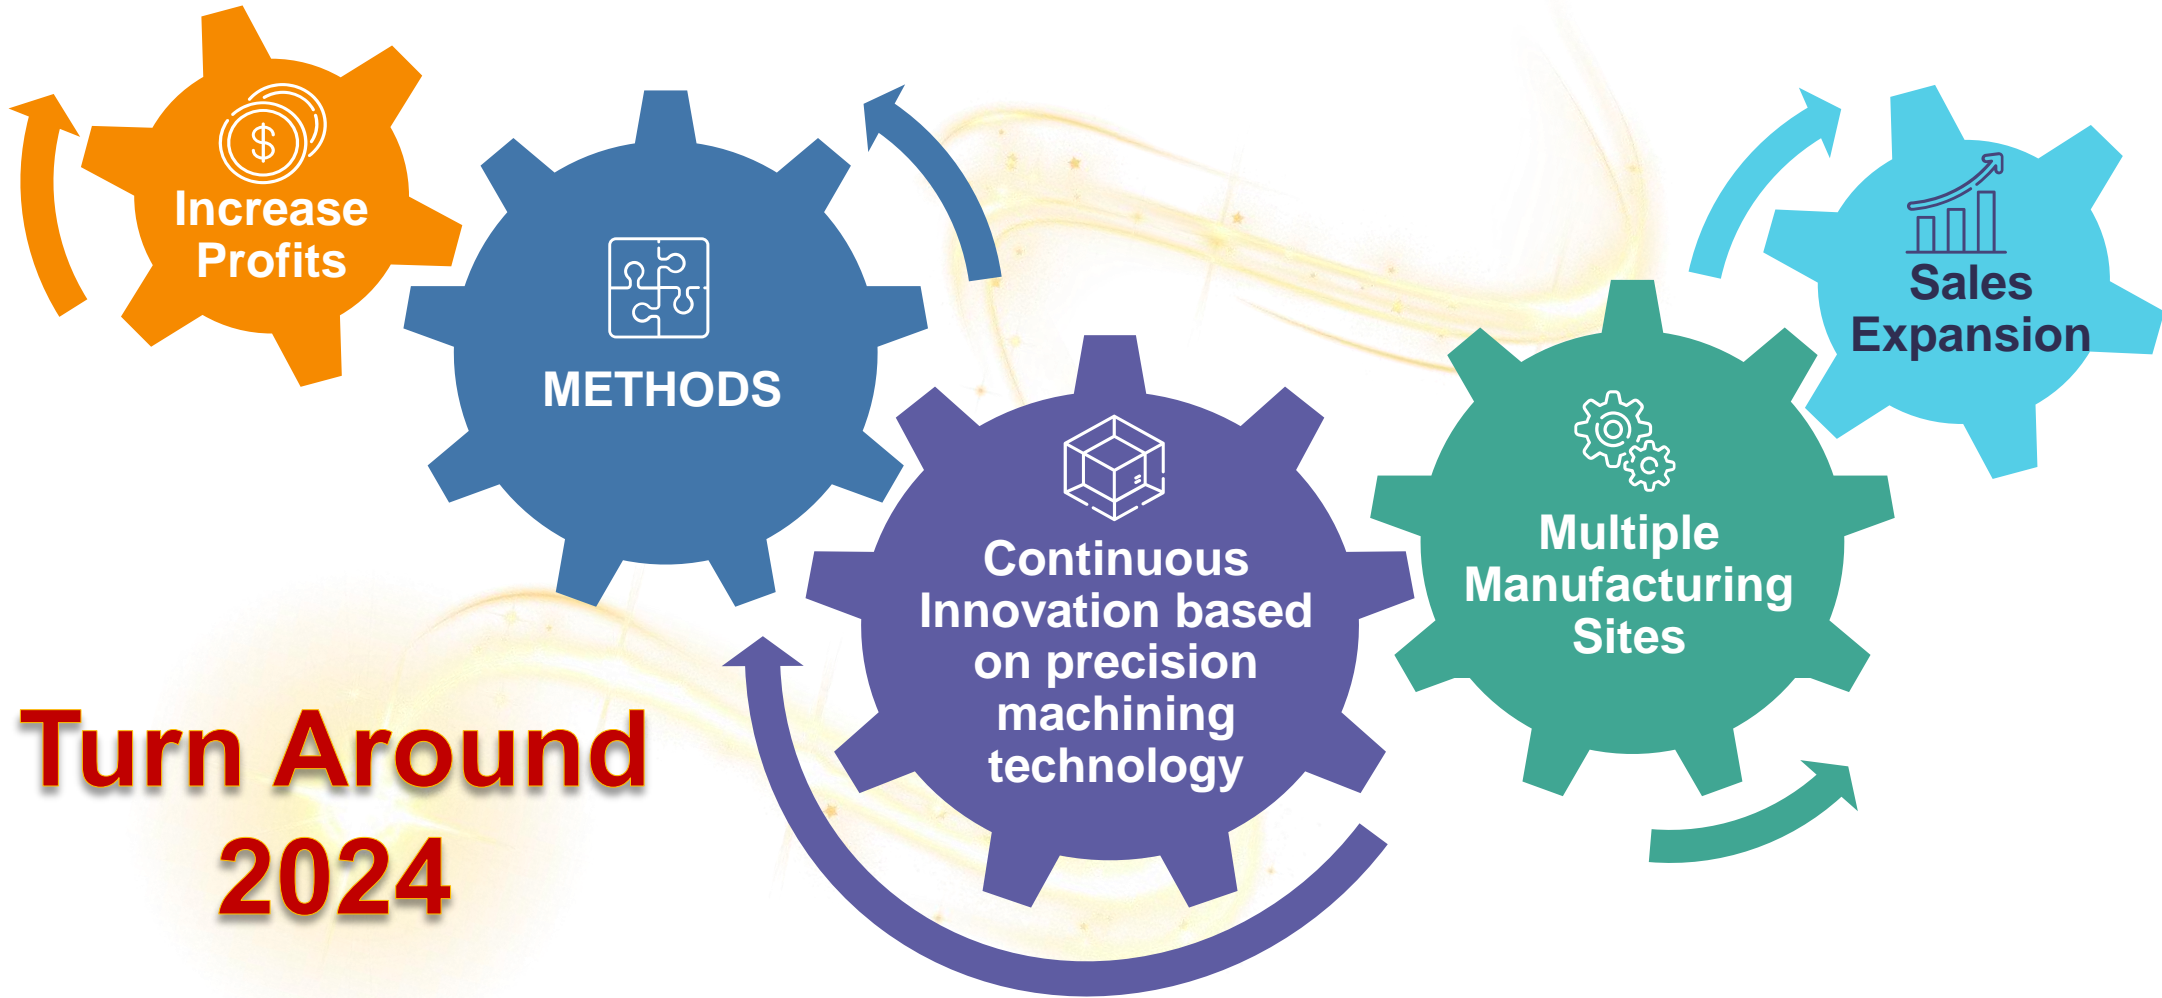 $
Increase
Profits
METHODS
Continuous
Innovation based
on precision
machining
technology
Multiple
Manufacturing
Sites
Sales
Expansion
Turn Around
2024